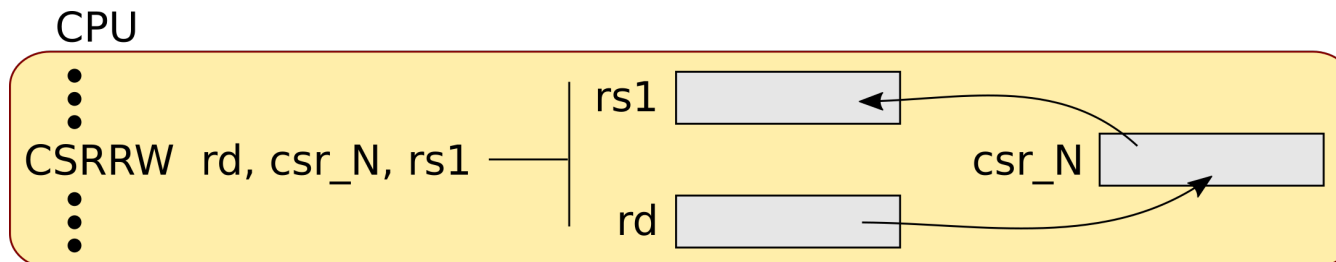 CPU
rs1
CSRRW rd, csr_N, rs1
csr_N
rd